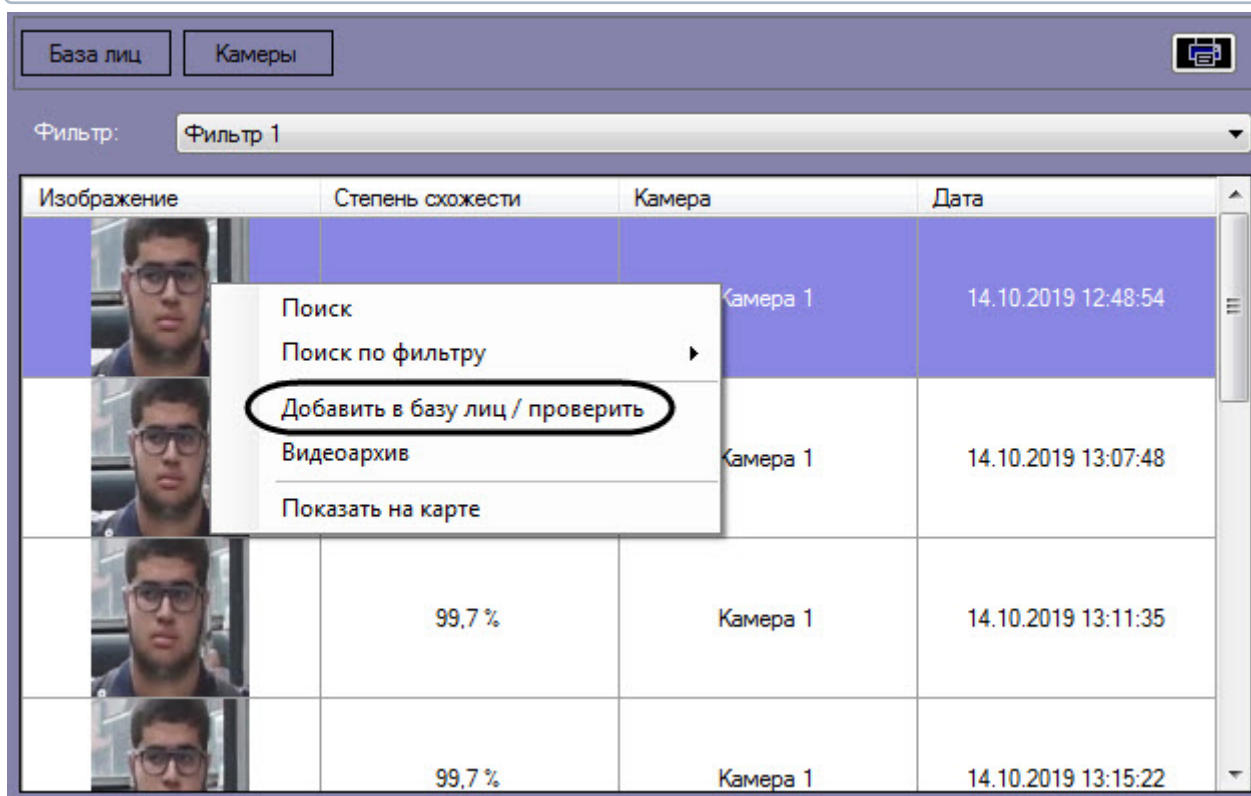 База лиц Камеры
Фильтр: Фильтр 1
Изображение Степень схожести Камера Дата
Камера 1 14.10.2019 12:48:54
Поиск
Поиск по фильтру
Добавить в базу лиц / проверить
Видеоархив
Показать на карте
Камера 1 14.10.2019 13:07:48
99,7 % Камера 1 14.10.2019 13:11:35
99,7 % Камера 1 14.10.2019 13:15:22